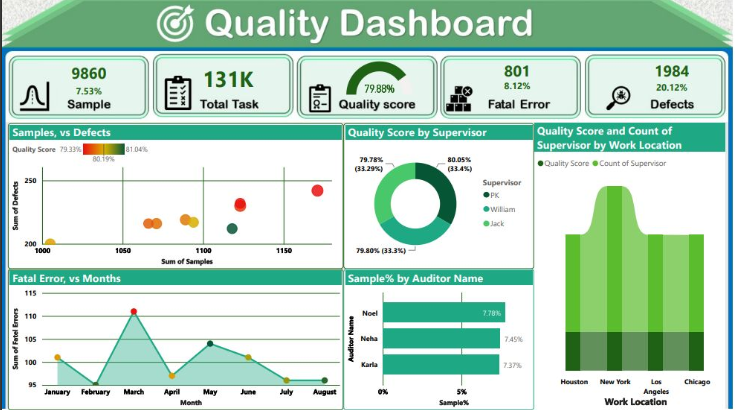 Quality Dashboard
9860
7.53%
Sample
131K
Total Task
79.88%
Quality score
801
8.12%
Fatal Error
1984
20.12%
Defects
Samples, vs Defects
Quality Score 79.33% 81.04%
80.19%
Sum of Defects
250
200
1000 1050 1100 1150
Sum of Samples
Quality Score by Supervisor
79.78%
(33.29%)
80.05%
(33.4%)
79.80% (33.3%)
Supervisor
PK
William
Jack
Quality Score and Count of
Supervisor by Work Location
Quality Score Count of Supervisor
Houston New York Los Angeles Chicago
Work Location
Fatal Error, vs Months
Sum of Fatel Errors
115
110
105
100
95
January February March April May June July August
Month
Sample% by Auditor Name
Auditor Name
Noel 7.78%
Neha 7.45%
Karla 7.37%
0% 5%
Sample%